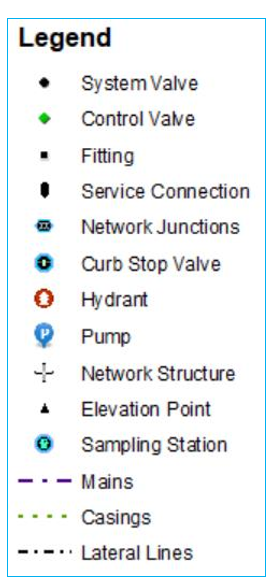 Legend
System Valve
Control Valve
Fitting
Service Connection
Network Junctions
Curb Stop Valve
Hydrant
P Pump
Network Structure
Elevation Point
Sampling Station
Mains
Casings
Lateral Lines